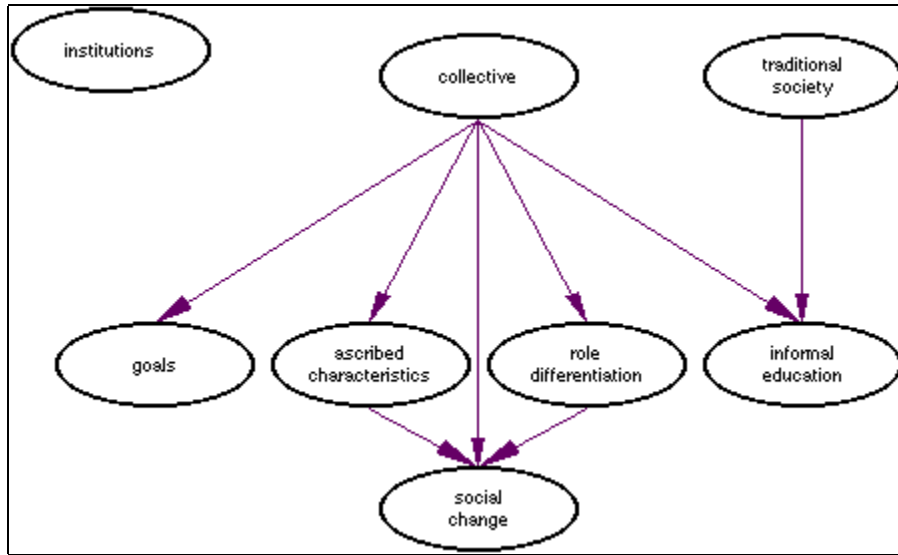 institutions
collective
traditional
society
goals
ascribed
characteristics
role
differentiation
informal
education
social
change